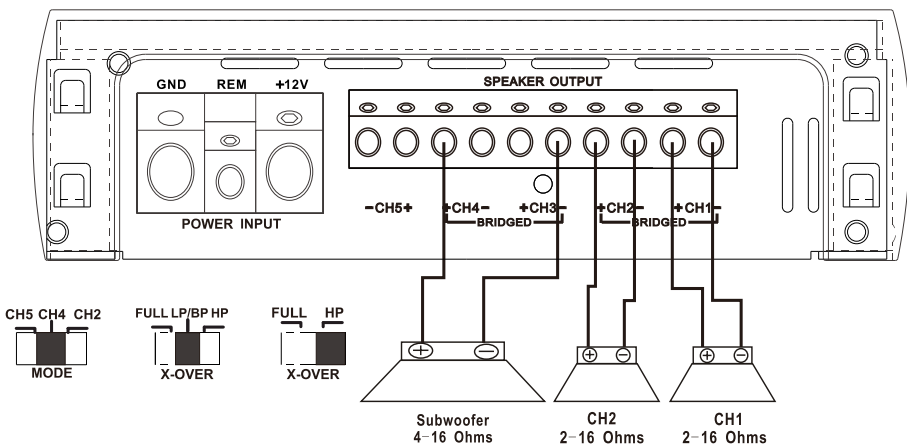 SPEAKER OUTPUT
GND REM +12V
POWER INPUT
-CH5+ +CH4- +CH3- +CH2- +CH1-
BRIDGED BRIDGED
CH5 CH4 CH2
MODE
FULL LP/BP HP
X-OVER
FULL HP
X-OVER
+ − + − + −
Subwoofer
4-16 Ohms
CH2
2-16 Ohms
CH1
2-16 Ohms